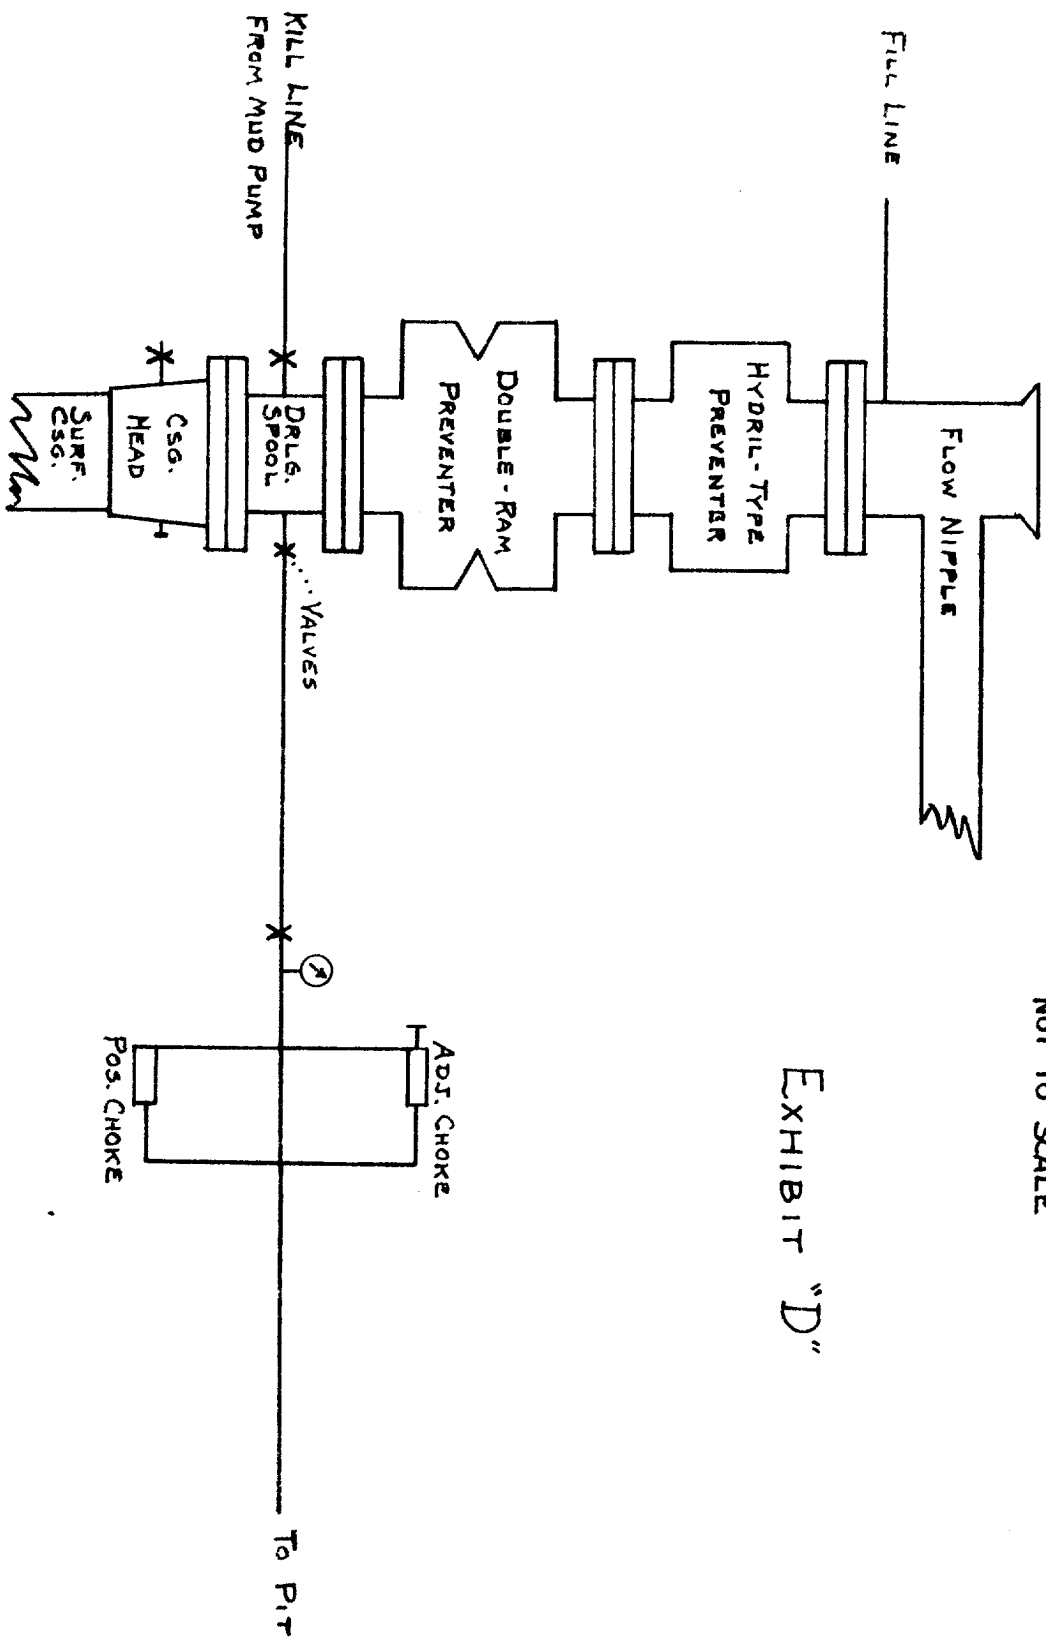 NOT TO SCALE
EXHIBIT "D"
FILL LINE
FLOW NIPPLE
HYDRIL-TYPE
PREVENTER
DOUBLE-RAM
PREVENTER
KILL LINE
FROM MUD PUMP
DRLG.
SPOOL
VALVES
CSG.
HEAD
SURF.
CSG.
ADJ. CHOKE
POS. CHOKE
TO PIT